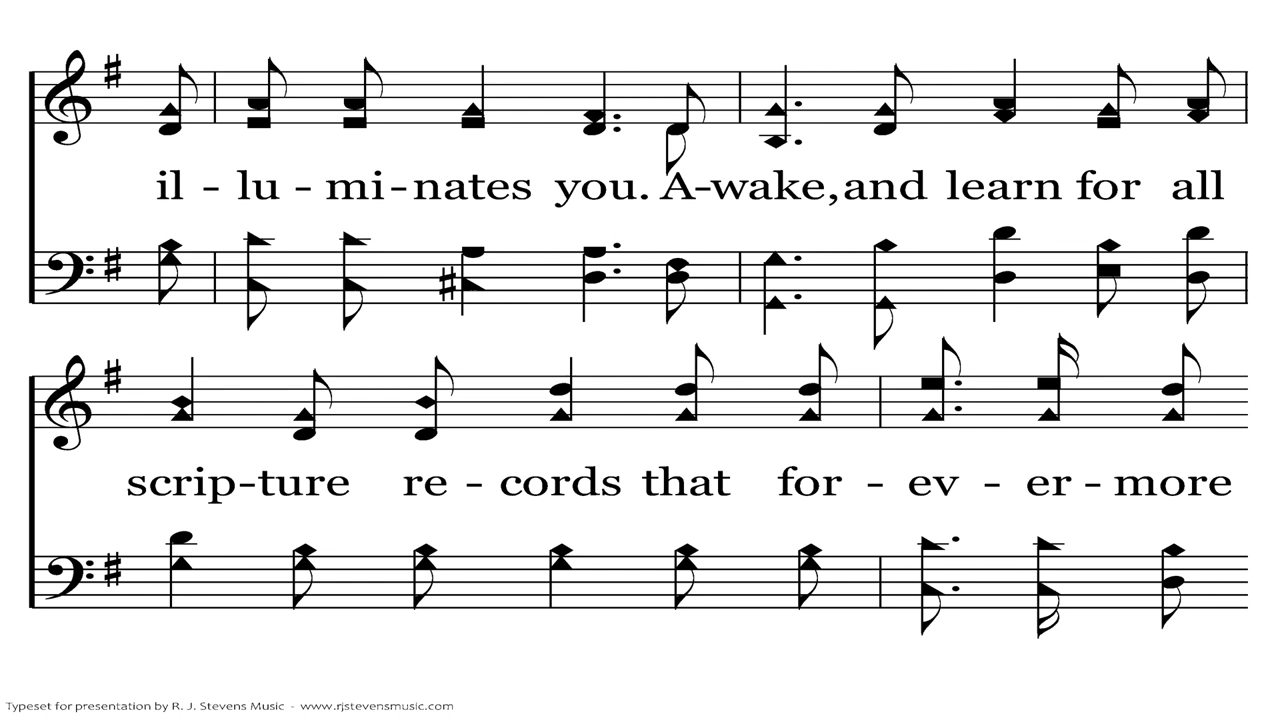 il - lu - mi - nates you. A-wake, and learn for all
scrip-ture re - cords that for - ev - er - more
Typeset for presentation by R. J. Stevens Music - www.rjstevensmusic.com